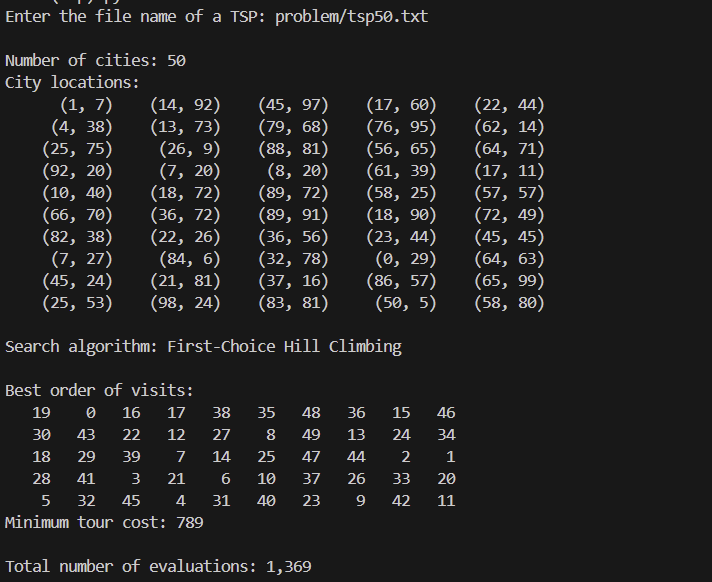 Enter the file name of a TSP: problem/tsp50.txt
Number of cities: 50
City locations:
(1, 7) (14, 92) (45, 97) (17, 60) (22, 44)
(4, 38) (13, 73) (79, 68) (76, 95) (62, 14)
(25, 75) (26, 9) (88, 81) (56, 65) (64, 71)
(92, 20) (7, 20) (8, 20) (61, 39) (17, 11)
(10, 40) (18, 72) (89, 72) (58, 25) (57, 57)
(66, 70) (36, 72) (89, 91) (18, 90) (72, 49)
(82, 38) (22, 26) (36, 56) (23, 44) (45, 45)
(7, 27) (84, 6) (32, 78) (0, 29) (64, 63)
(45, 24) (21, 81) (37, 16) (86, 57) (65, 99)
(25, 53) (98, 24) (83, 81) (50, 5) (58, 80)
Search algorithm: First-Choice Hill Climbing
Best order of visits:
19 0 16 17 38 35 48 36 15 46
30 43 22 12 27 8 49 13 24 34
18 29 39 7 14 25 47 44 2 1
28 41 3 21 6 10 37 26 33 20
5 32 45 4 31 40 23 9 42 11
Minimum tour cost: 789
Total number of evaluations: 1,369